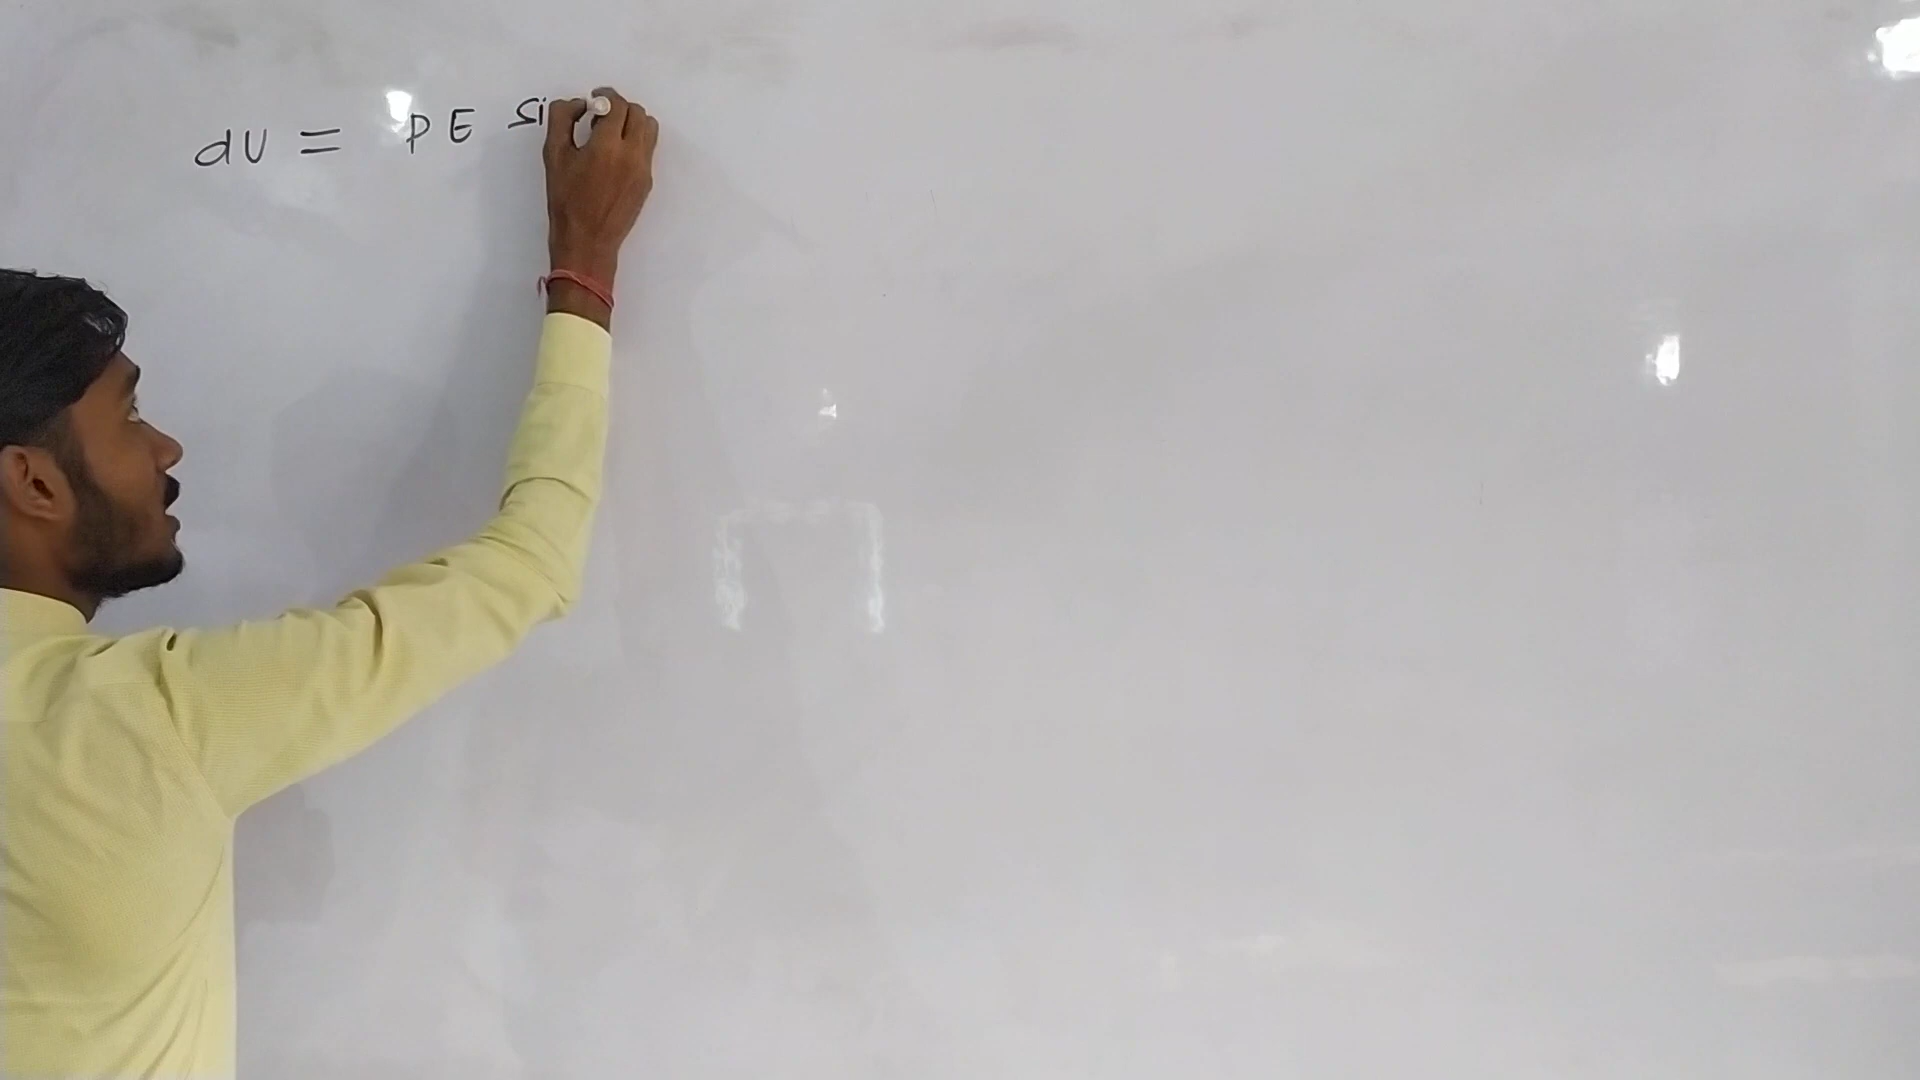 dU = PE si